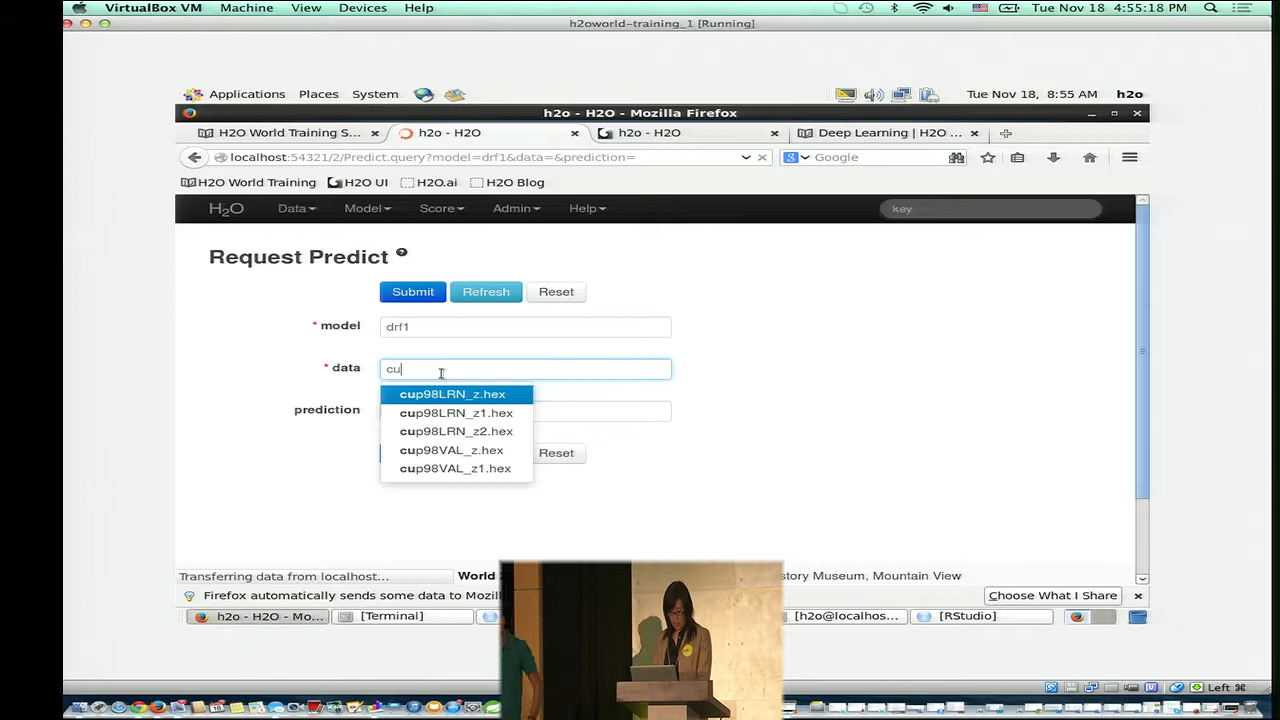 VirtualBox VM Machine View Devices Help Tue Nov 18 4:55:18 PM
h2oworld-training_1 [Running]
Applications Places System Tue Nov 18, 8:55 AM h2o
h2o - H2O - Mozilla Firefox
H2O World Training S... h2o - H2O h2o - H2O Deep Learning | H2O ...
localhost:54321/2/Predict.query?model=drf1&data=&prediction= Google
H2O World Training H2O UI H2O.ai H2O Blog
H2O Data Model Score Admin Help key
Request Predict
Submit Refresh Reset
* model drf1
* data cu
cup98LRN_z.hex
prediction cup98LRN_z1.hex
cup98LRN_z2.hex
cup98VAL_z.hex Reset
cup98VAL_z1.hex
Transferring data from localhost... World story Museum, Mountain View
Firefox automatically sends some data to Mozil Choose What I Share
h2o - H2O - Mo... [Terminal] [h2o@localhos... [RStudio]
Left ⌘